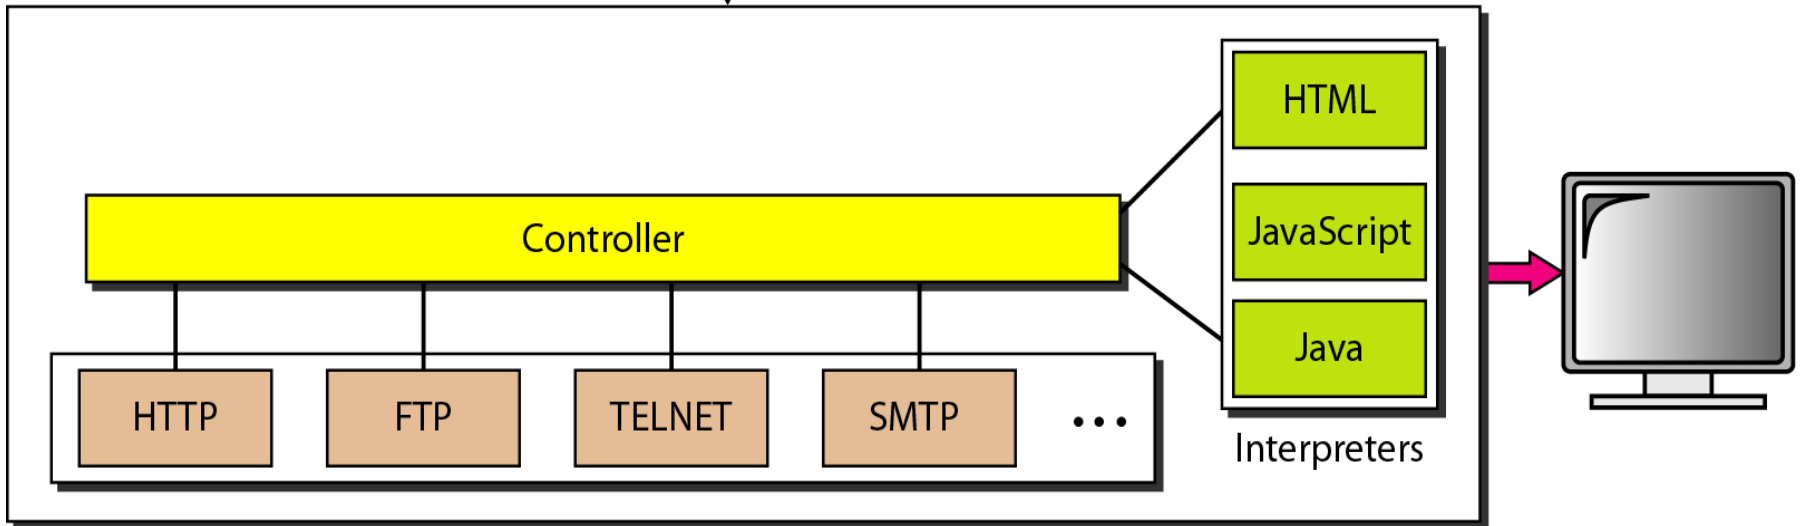 HTML
JavaScript
Controller
Java
HTTP
FTP
TELNET
SMTP
...
Interpreters